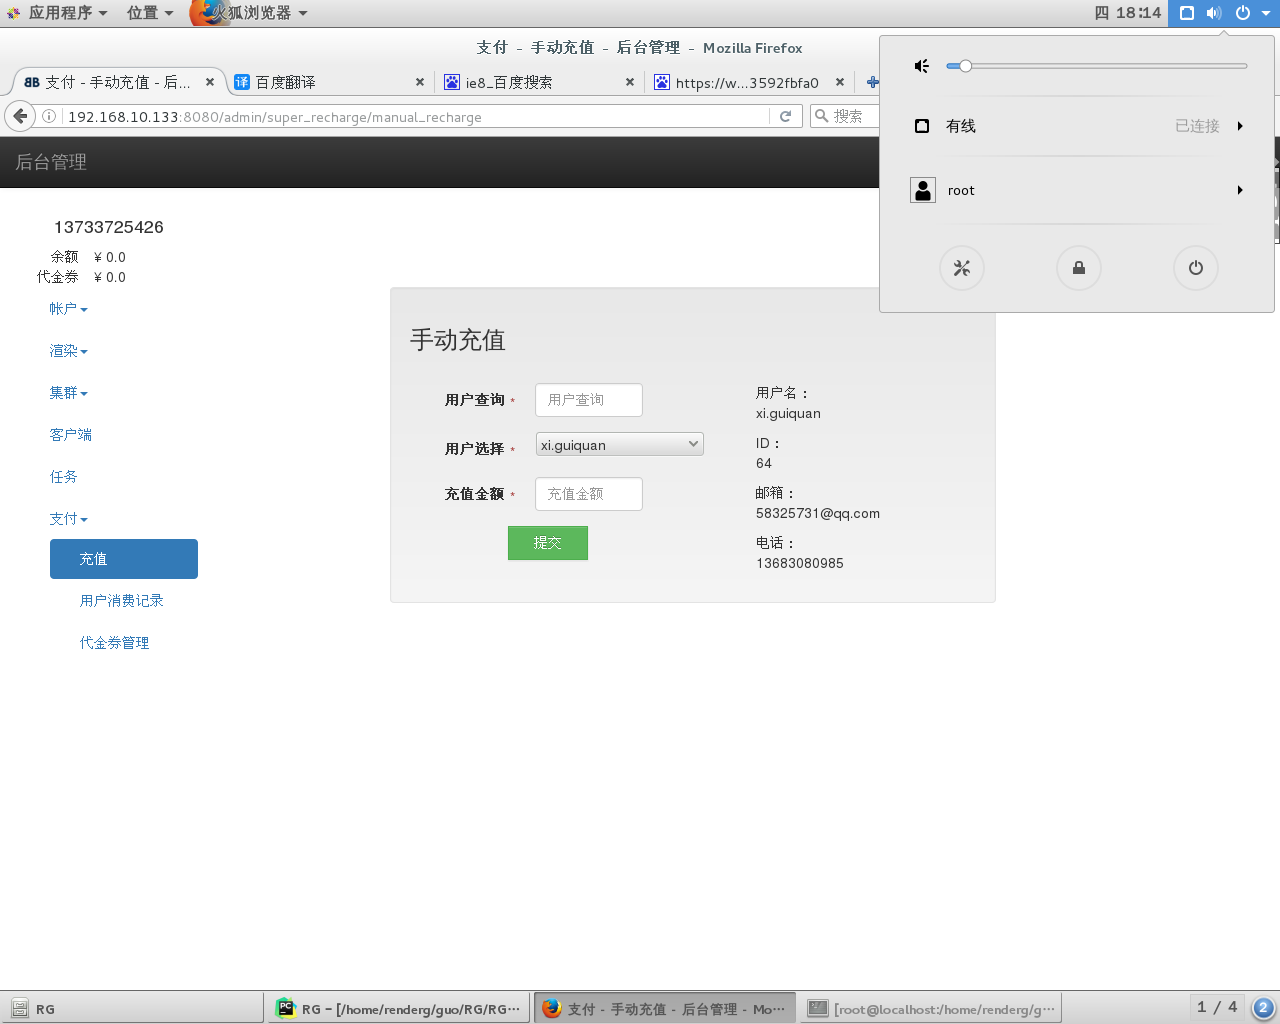 应用程序 位置 火狐浏览器 四 18:14
支付 - 手动充值 - 后台管理 - Mozilla Firefox
支付 - 手动充值 - 后... 百度翻译 ie8_百度搜索 https://w...3592fbfa0
192.168.10.133:8080/admin/super_recharge/manual_recharge 搜索
有线 已连接
root
后台管理
13733725426
余额 ¥ 0.0
代金券 ¥ 0.0
帐户
渲染
集群
客户端
任务
支付
充值
用户消费记录
代金券管理
手动充值
用户查询 * 用户查询
用户选择 * xi.guiquan
充值金额 * 充值金额
提交
用户名：
xi.guiquan
ID：
64
邮箱：
58325731@qq.com
电话：
13683080985
RG RG - [/home/renderg/guo/RG/RG... 支付 - 手动充值 - 后台管理 - Mo... [root@localhost:/home/renderg/g... 1 / 4 2